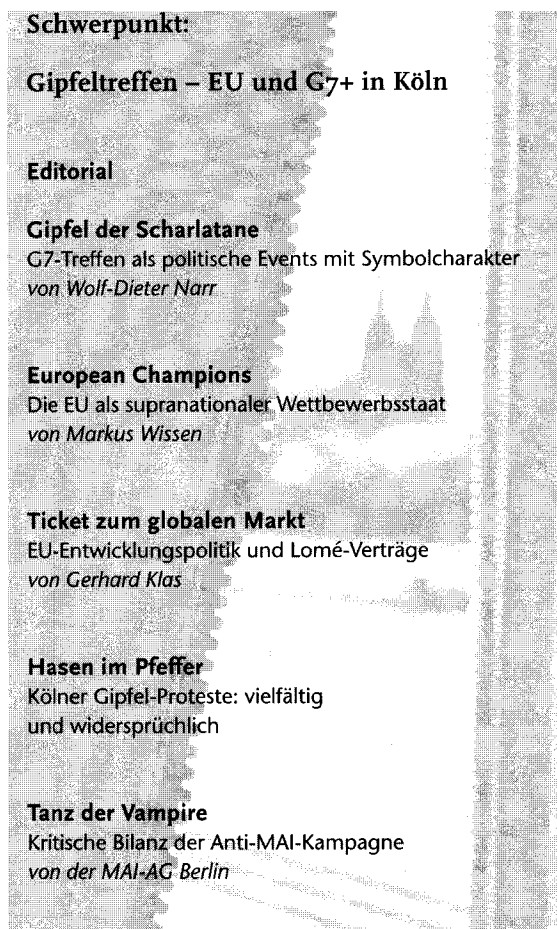 Schwerpunkt:
Gipfeltreffen – EU und G7+ in Köln
Editorial
Gipfel der Scharlatane
G7-Treffen als politische Events mit Symbolcharakter
von Wolf-Dieter Narr
European Champions
Die EU als supranationaler Wettbewerbsstaat
von Markus Wissen
Ticket zum globalen Markt
EU-Entwicklungspolitik und Lomé-Verträge
von Gerhard Klas
Hasen im Pfeffer
Kölner Gipfel-Proteste: vielfältig
und widersprüchlich
Tanz der Vampire
Kritische Bilanz der Anti-MAI-Kampagne
von der MAI-AG Berlin